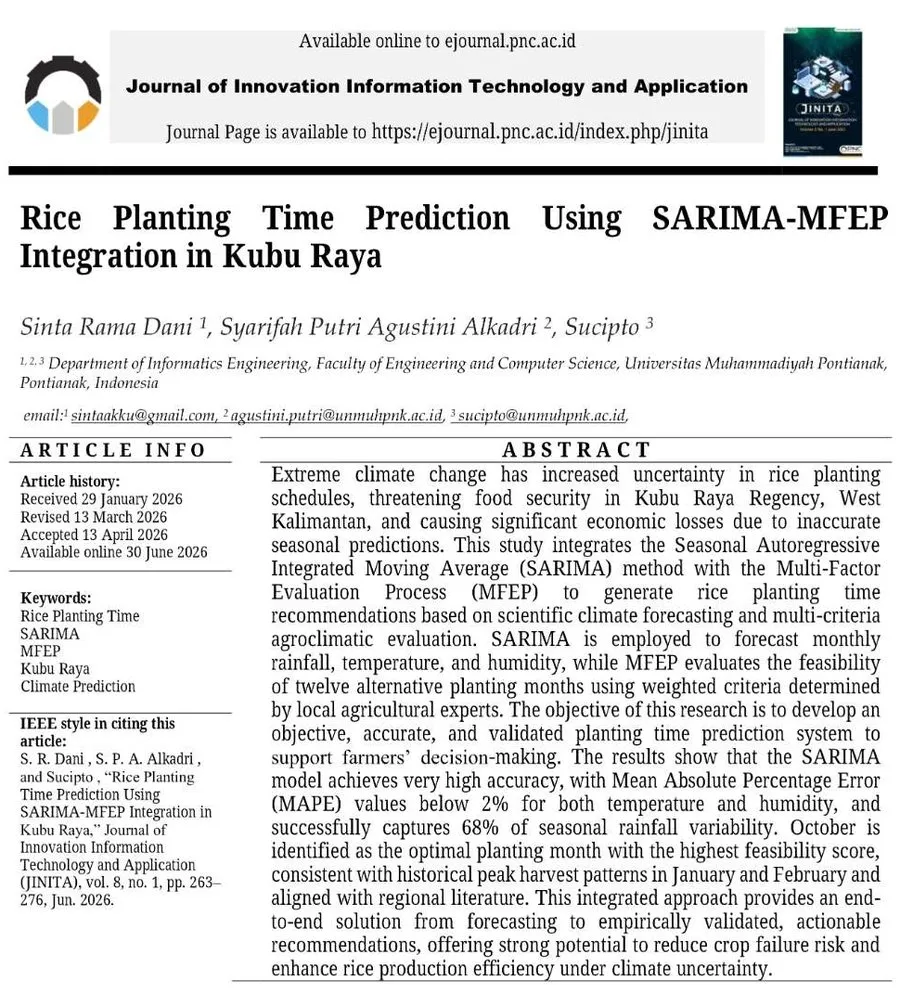 Available online to ejournal.pnc.ac.id
Journal of Innovation Information Technology and Application
Journal Page is available to https://ejournal.pnc.ac.id/index.php/jinita
JINITA
Rice Planting Time Prediction Using SARIMA-MFEP
Integration in Kubu Raya
Sinta Rama Dani 1, Syarifah Putri Agustini Alkadri 2, Sucipto 3
1, 2, 3 Department of Informatics Engineering, Faculty of Engineering and Computer Science, Universitas Muhammadiyah Pontianak,
Pontianak, Indonesia
email:1 sintaakku@gmail.com, 2 agustini.putri@unmuhpnk.ac.id, 3 sucipto@unmuhpnk.ac.id,
ARTICLE INFO
Article history:
Received 29 January 2026
Revised 13 March 2026
Accepted 13 April 2026
Available online 30 June 2026
Keywords:
Rice Planting Time
SARIMA
MFEP
Kubu Raya
Climate Prediction
IEEE style in citing this
article:
S. R. Dani , S. P. A. Alkadri ,
and Sucipto , “Rice Planting
Time Prediction Using
SARIMA-MFEP Integration in
Kubu Raya,” Journal of
Innovation Information
Technology and Application
(JINITA), vol. 8, no. 1, pp. 263–
276, Jun. 2026.
ABSTRACT
Extreme climate change has increased uncertainty in rice planting
schedules, threatening food security in Kubu Raya Regency, West
Kalimantan, and causing significant economic losses due to inaccurate
seasonal predictions. This study integrates the Seasonal Autoregressive
Integrated Moving Average (SARIMA) method with the Multi-Factor
Evaluation Process (MFEP) to generate rice planting time
recommendations based on scientific climate forecasting and multi-criteria
agroclimatic evaluation. SARIMA is employed to forecast monthly
rainfall, temperature, and humidity, while MFEP evaluates the feasibility
of twelve alternative planting months using weighted criteria determined
by local agricultural experts. The objective of this research is to develop an
objective, accurate, and validated planting time prediction system to
support farmers’ decision-making. The results show that the SARIMA
model achieves very high accuracy, with Mean Absolute Percentage Error
(MAPE) values below 2% for both temperature and humidity, and
successfully captures 68% of seasonal rainfall variability. October is
identified as the optimal planting month with the highest feasibility score,
consistent with historical peak harvest patterns in January and February and
aligned with regional literature. This integrated approach provides an end-
to-end solution from forecasting to empirically validated, actionable
recommendations, offering strong potential to reduce crop failure risk and
enhance rice production efficiency under climate uncertainty.